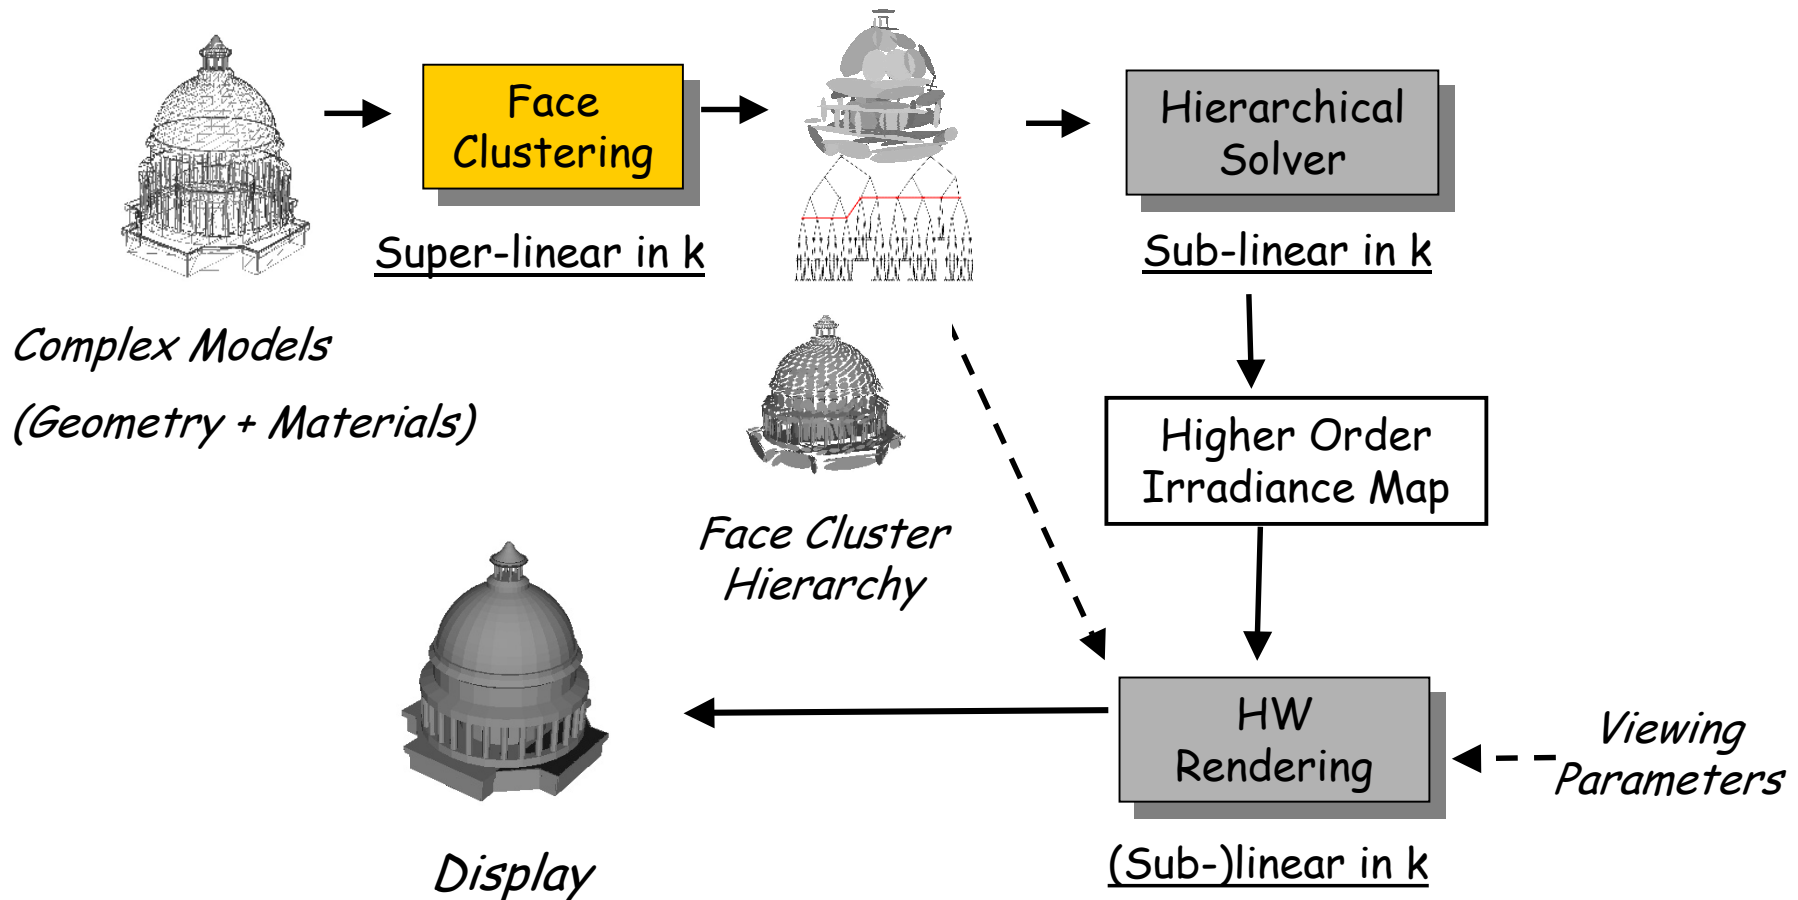 Face
Clustering
Super-linear in k
Hierarchical
Solver
Sub-linear in k
Complex Models
(Geometry + Materials)
Higher Order
Irradiance Map
Face Cluster
Hierarchy
HW
Rendering
(Sub-)linear in k
Viewing
Parameters
Display